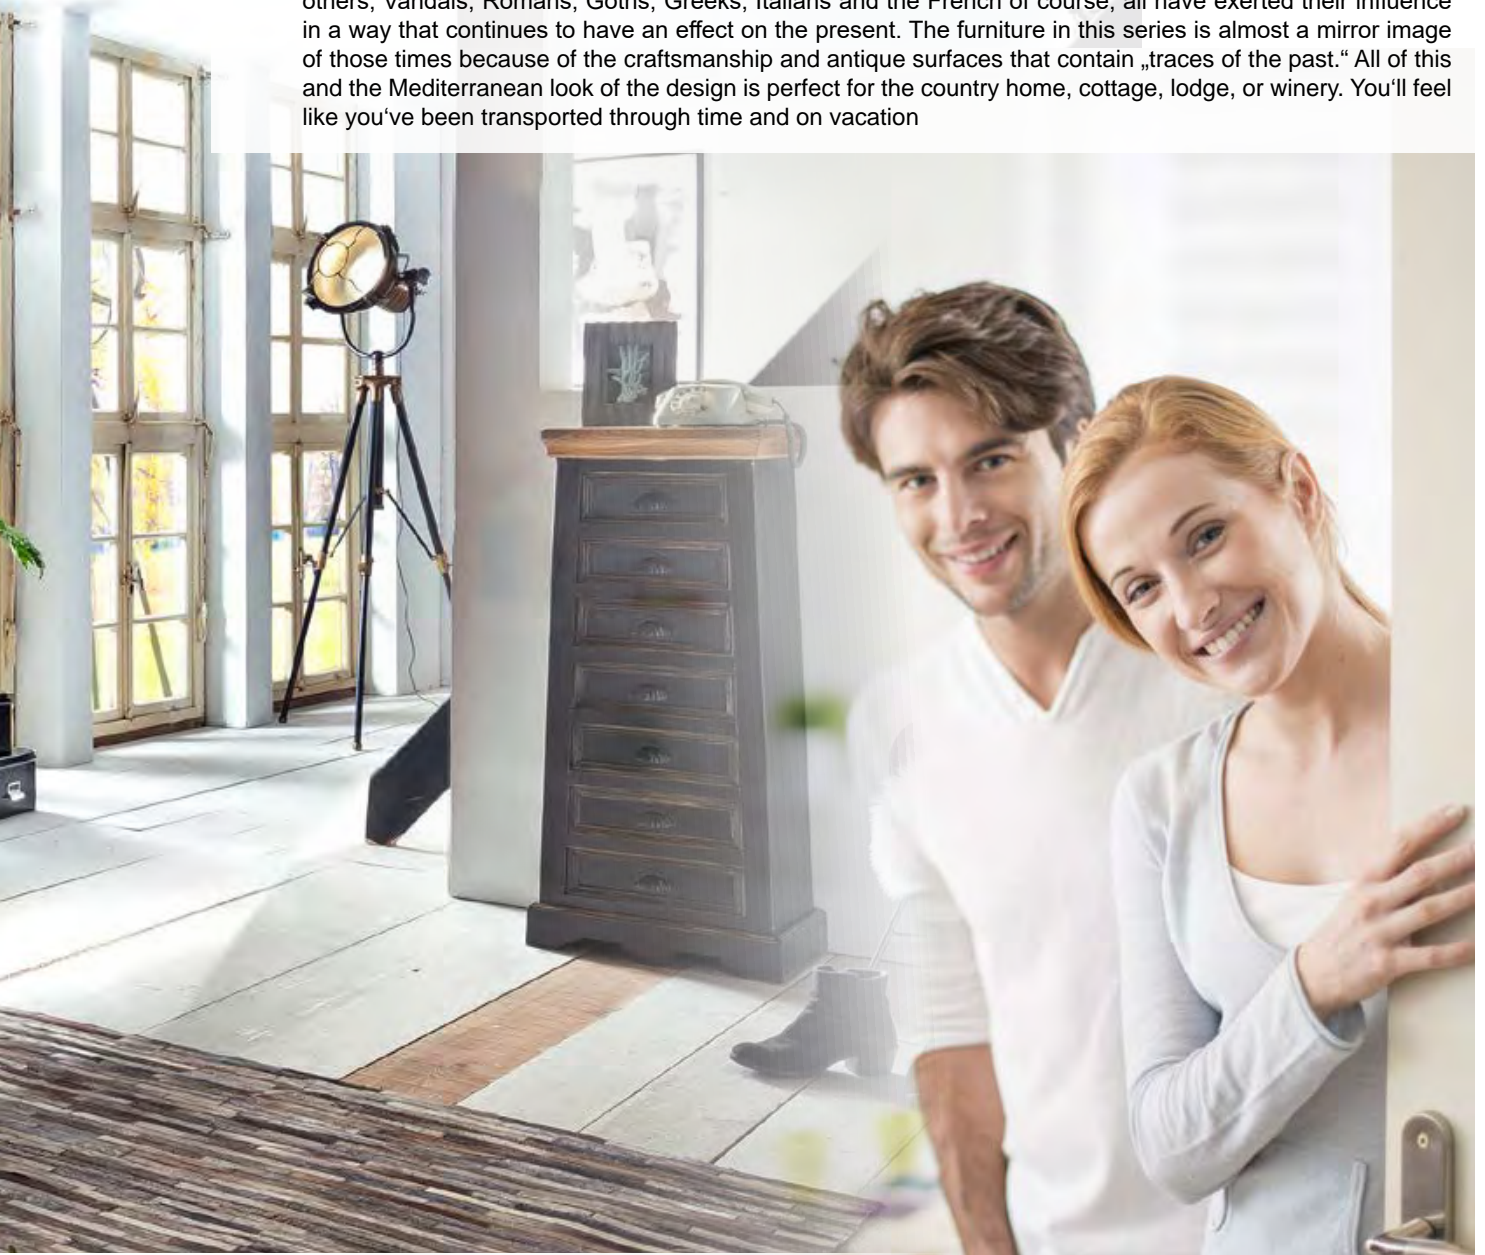 others, Vandals, Romans, Goths, Greeks, Italians and the French of course, all have exerted their influence
in a way that continues to have an effect on the present. The furniture in this series is almost a mirror image
of those times because of the craftsmanship and antique surfaces that contain „traces of the past.“ All of this
and the Mediterranean look of the design is perfect for the country home, cottage, lodge, or winery. You‘ll feel
like you‘ve been transported through time and on vacation